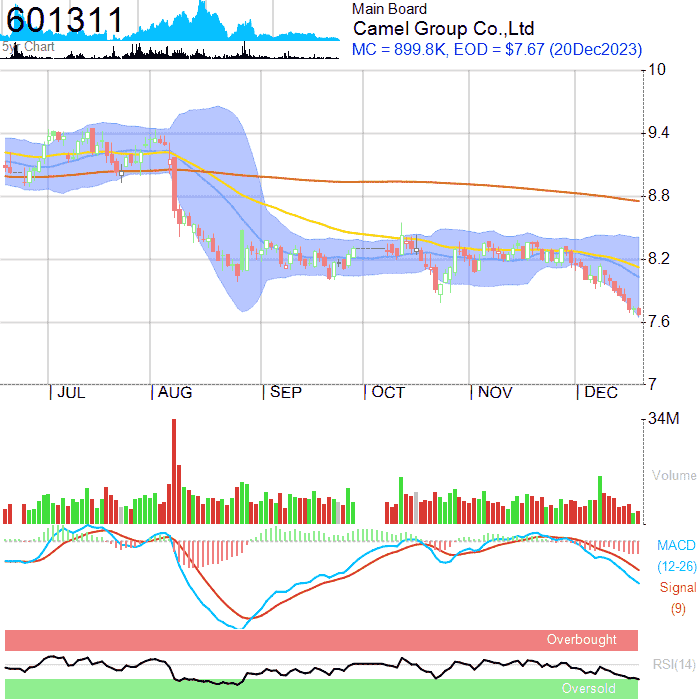 601311
Main Board
Camel Group Co.,Ltd
MC = 899.8K, EOD = $7.67 (20Dec2023)
5yr Chart
10
9.4
8.8
8.2
7.6
7
JUL
AUG
SEP
OCT
NOV
DEC
34M
Volume
MACD
(12-26)
Signal
(9)
Overbought
RSI(14)
Oversold